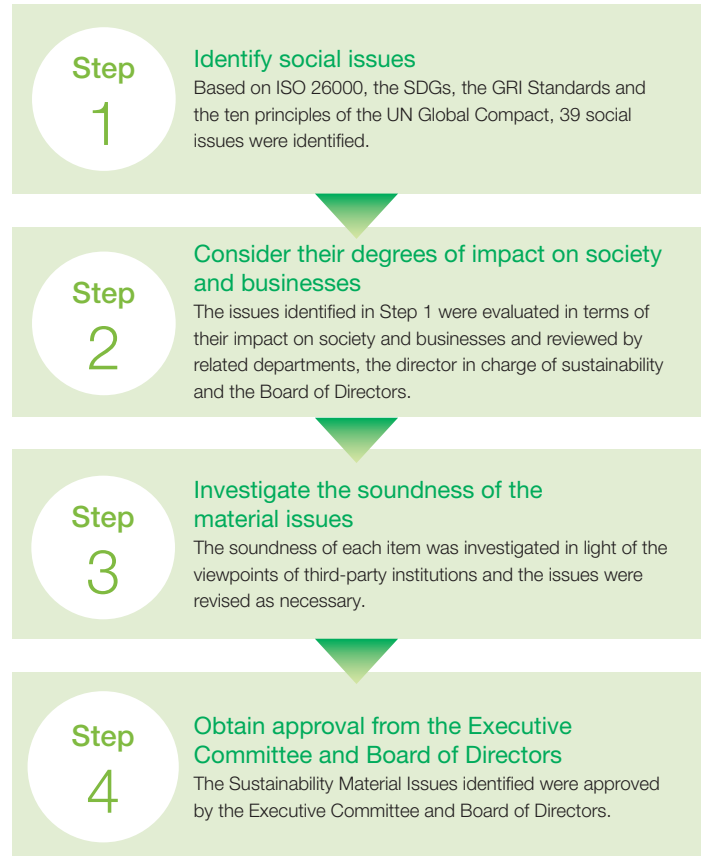 Step
1
Identify social issues
Based on ISO 26000, the SDGs, the GRI Standards and
the ten principles of the UN Global Compact, 39 social
issues were identified.
Step
2
Consider their degrees of impact on society
and businesses
The issues identified in Step 1 were evaluated in terms of
their impact on society and businesses and reviewed by
related departments, the director in charge of sustainability
and the Board of Directors.
Step
3
Investigate the soundness of the
material issues
The soundness of each item was investigated in light of the
viewpoints of third-party institutions and the issues were
revised as necessary.
Step
4
Obtain approval from the Executive
Committee and Board of Directors
The Sustainability Material Issues identified were approved
by the Executive Committee and Board of Directors.